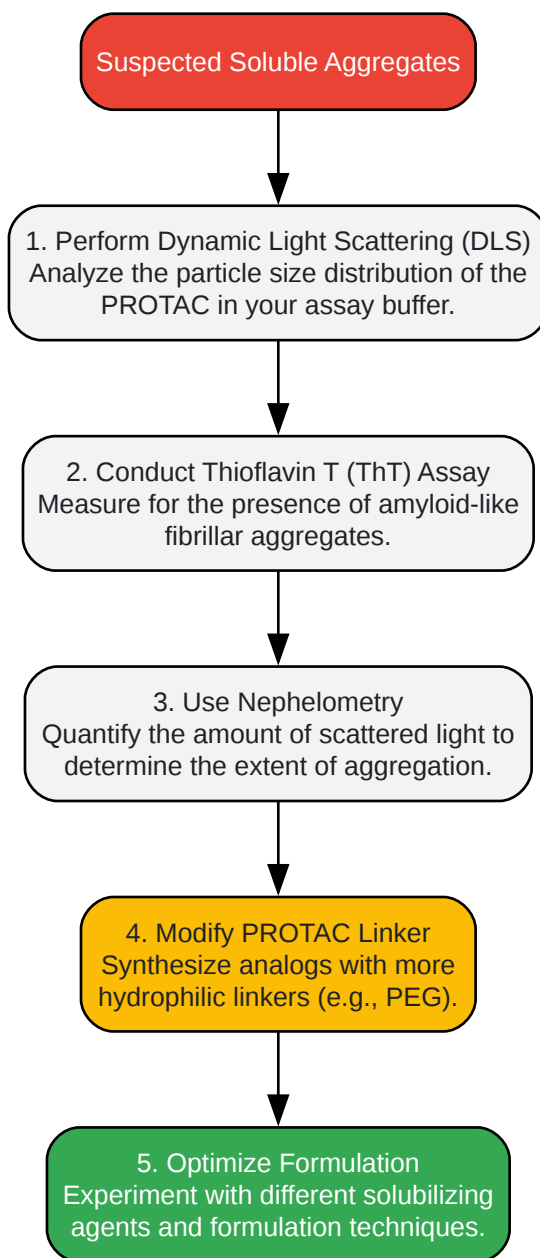 Suspected Soluble Aggregates
1. Perform Dynamic Light Scattering (DLS)
Analyze the particle size distribution of the
PROTAC in your assay buffer.
2. Conduct Thioflavin T (ThT) Assay
Measure for the presence of amyloid-like
fibrillar aggregates.
3. Use Nephelometry
Quantify the amount of scattered light to
determine the extent of aggregation.
4. Modify PROTAC Linker
Synthesize analogs with more
hydrophilic linkers (e.g., PEG).
5. Optimize Formulation
Experiment with different solubilizing
agents and formulation techniques.